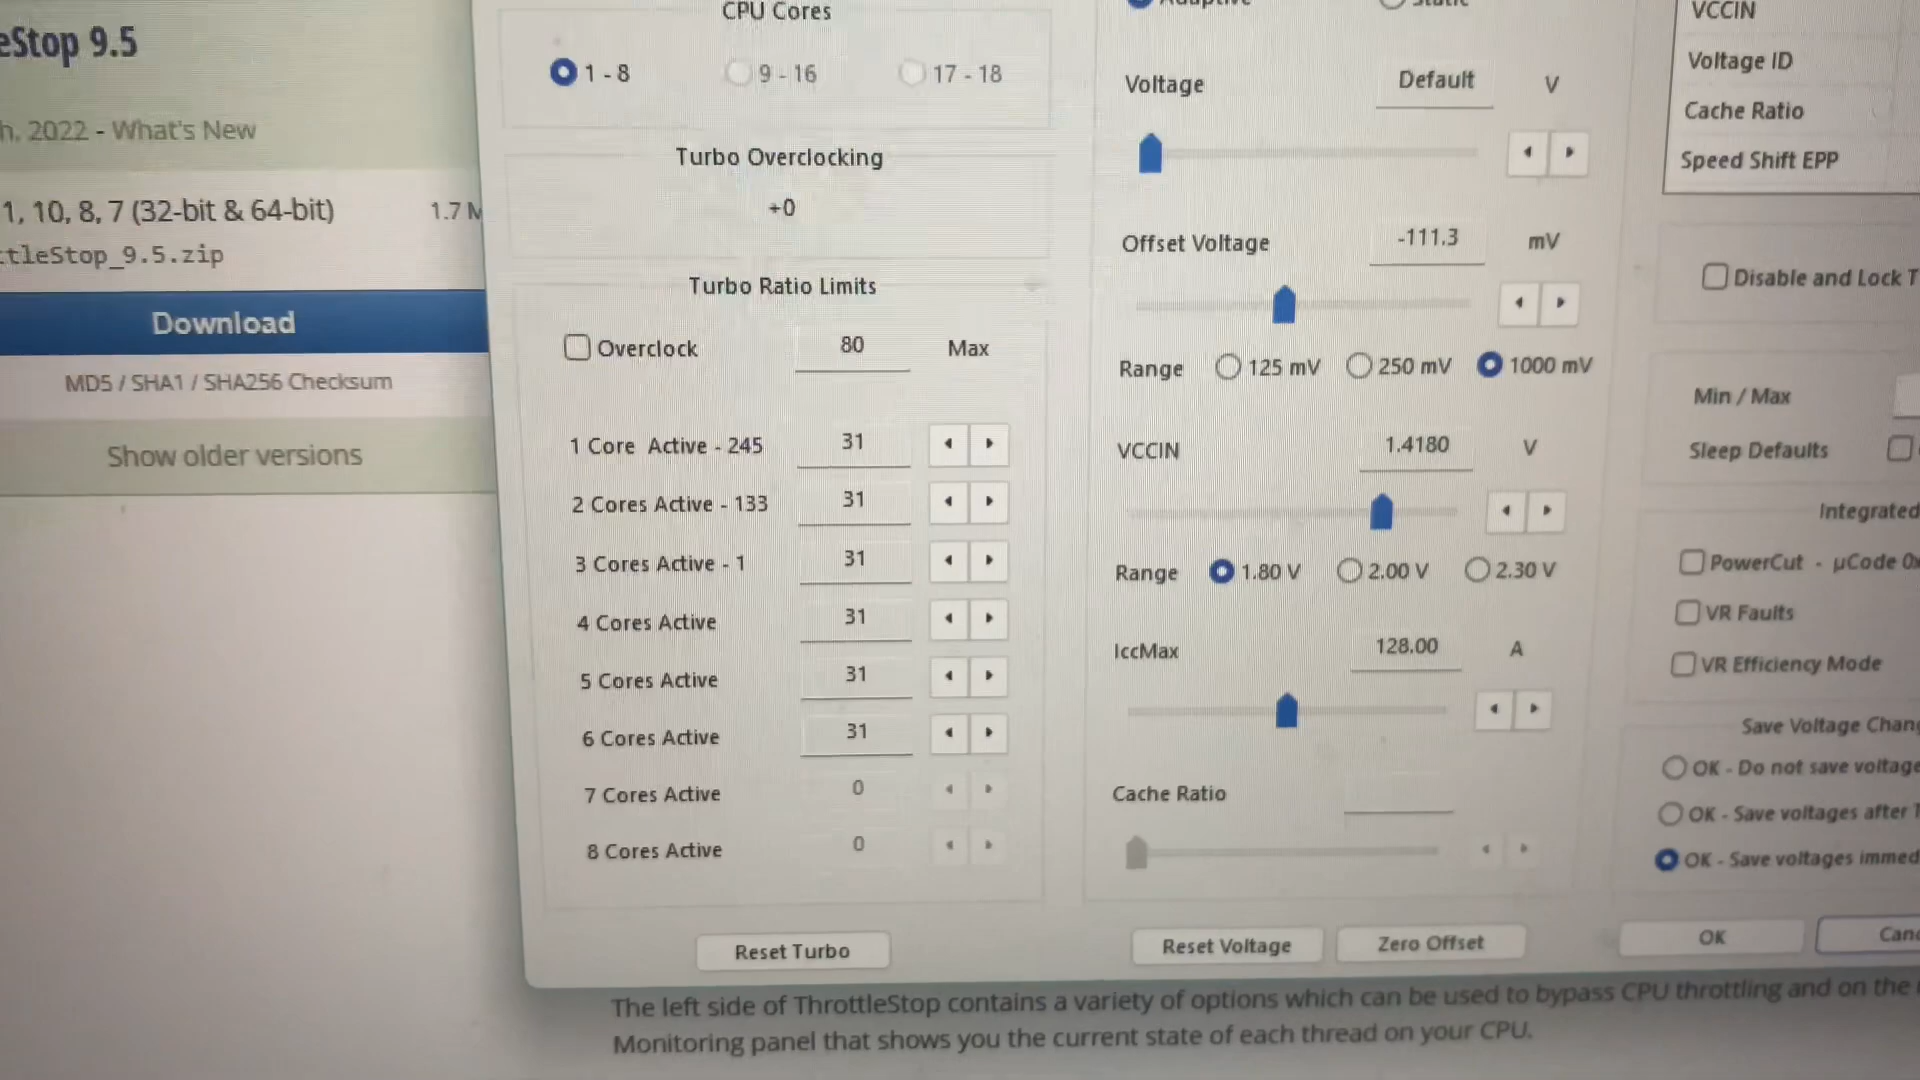 eStop 9.5
h, 2022 - What's New
1, 10, 8, 7 (32-bit & 64-bit)
1.7 M
ttleStop_9.5.zip
Download
MD5 / SHA1 / SHA256 Checksum
Show older versions
CPU Cores
1 - 8
9 - 16
17 - 18
Turbo Overclocking
+0
Turbo Ratio Limits
Overclock 80 Max
1 Core Active - 245 31
2 Cores Active - 133 31
3 Cores Active - 1 31
4 Cores Active 31
5 Cores Active 31
6 Cores Active 31
7 Cores Active 0
8 Cores Active 0
Reset Turbo
Adaptive
Static
Voltage Default V
Offset Voltage -111.3 mV
Range 125 mV 250 mV 1000 mV
VCCIN 1.4180 V
Range 1.80 V 2.00 V 2.30 V
IccMax 128.00 A
Cache Ratio
Reset Voltage
Zero Offset
VCCIN
Voltage ID
Cache Ratio
Speed Shift EPP
Disable and Lock T
Min / Max
Sleep Defaults
Integrated
PowerCut - µCode 0x
VR Faults
VR Efficiency Mode
Save Voltage Chang
OK - Do not save voltage
OK - Save voltages after T
OK - Save voltages immed
OK
Canc
The left side of ThrottleStop contains a variety of options which can be used to bypass CPU throttling and on the
Monitoring panel that shows you the current state of each thread on your CPU.